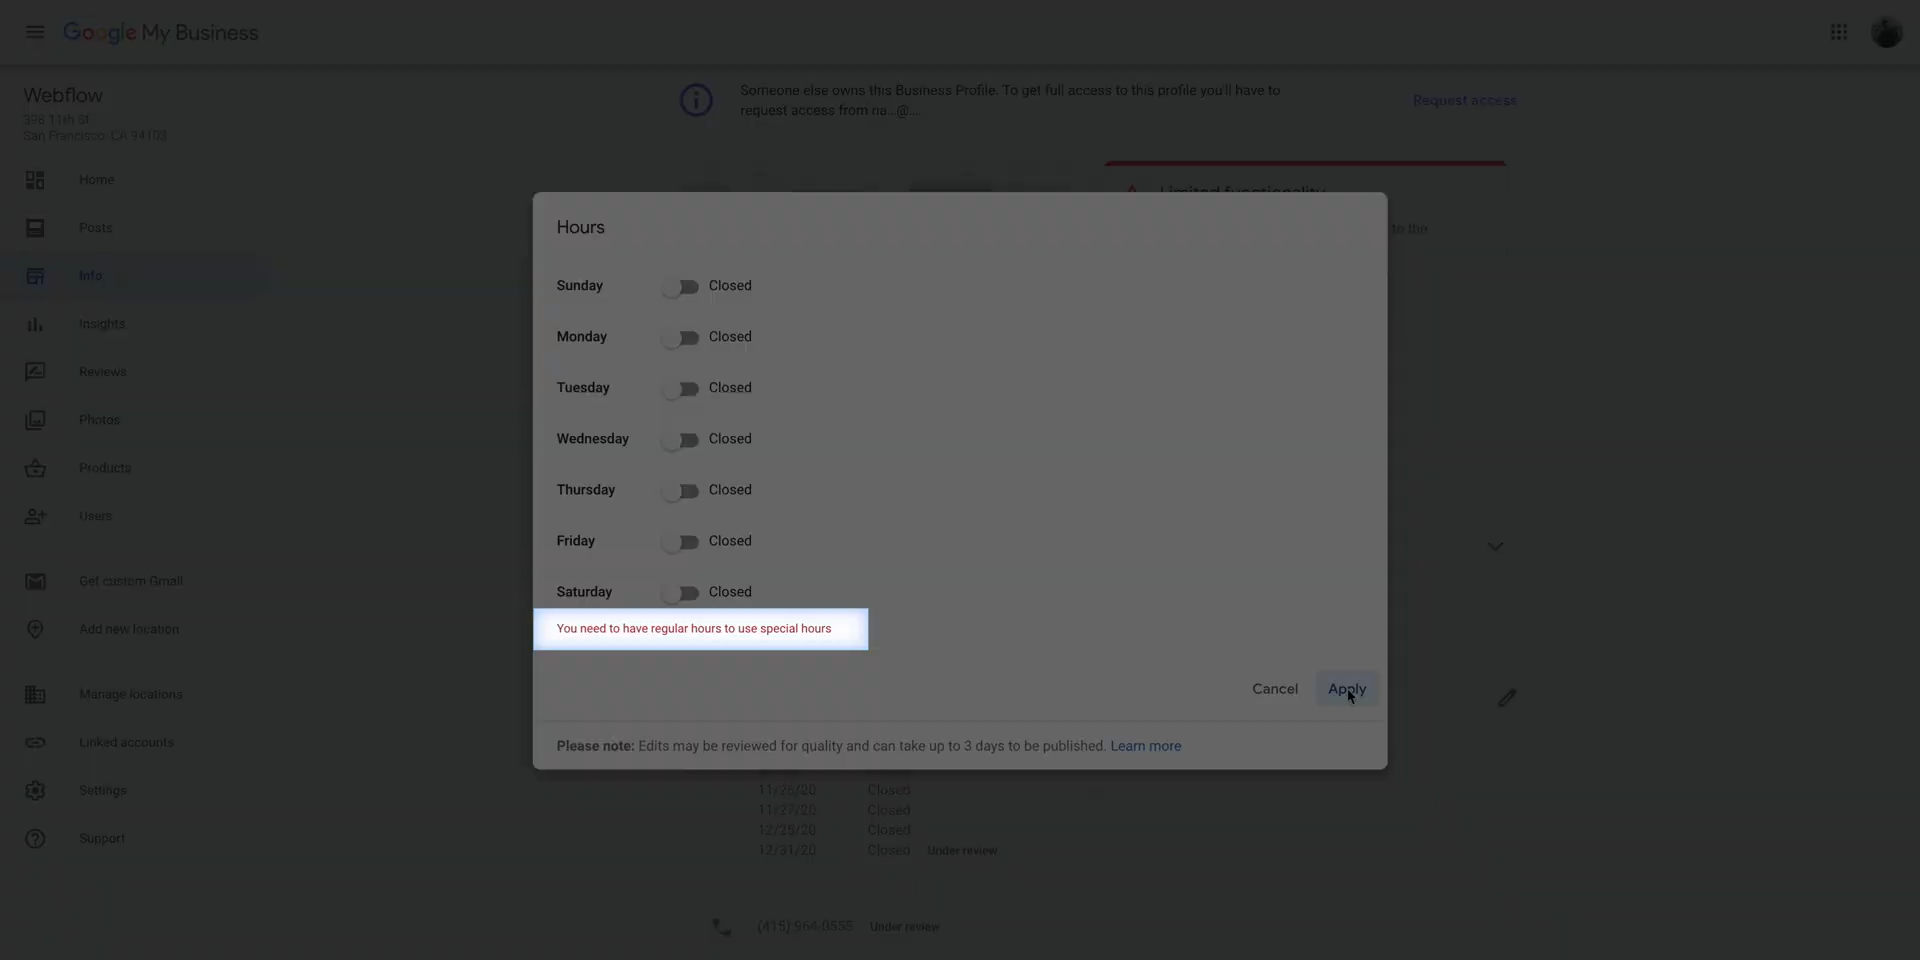 Google My Business
Webflow
398 11th St
San Francisco, CA 94103
Someone else owns this Business Profile. To get full access to this profile you'll have to
request access from na...@....
Request access
Home
Posts
Info
Insights
Reviews
Photos
Products
Users
Get custom Gmail
Add new location
Manage locations
Linked accounts
Settings
Support
Limited functionality
to the
Hours
Sunday Closed
Monday Closed
Tuesday Closed
Wednesday Closed
Thursday Closed
Friday Closed
Saturday Closed
You need to have regular hours to use special hours
Cancel Apply
Please note: Edits may be reviewed for quality and can take up to 3 days to be published. Learn more
11/26/20 Closed
11/27/20 Closed
12/25/20 Closed
12/31/20 Closed Under review
(415) 964-0555 Under review